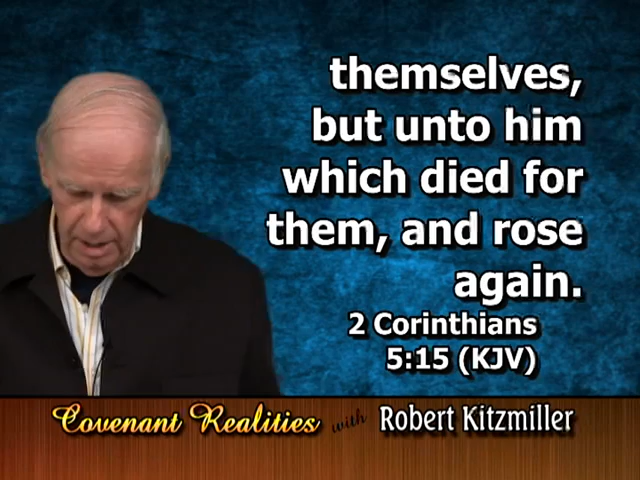 themselves,
but unto him
which died for
them, and rose
again.
2 Corinthians
5:15 (KJV)
Covenant Realities with Robert Kitzmiller